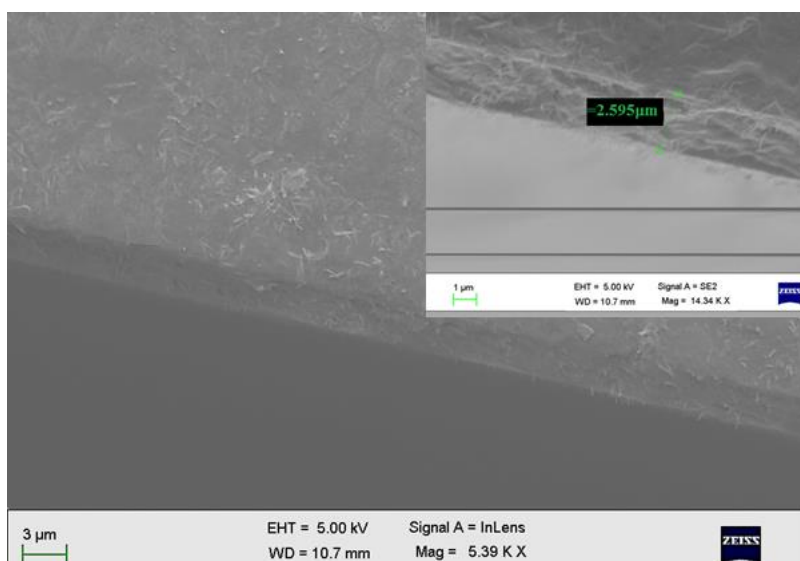 =2.595µm
1 µm
EHT = 5.00 kV Signal A = SE2
WD = 10.7 mm Mag = 14.34 K X
ZEISS
3 µm
EHT = 5.00 kV Signal A = InLens
WD = 10.7 mm Mag = 5.39 K X
ZEISS